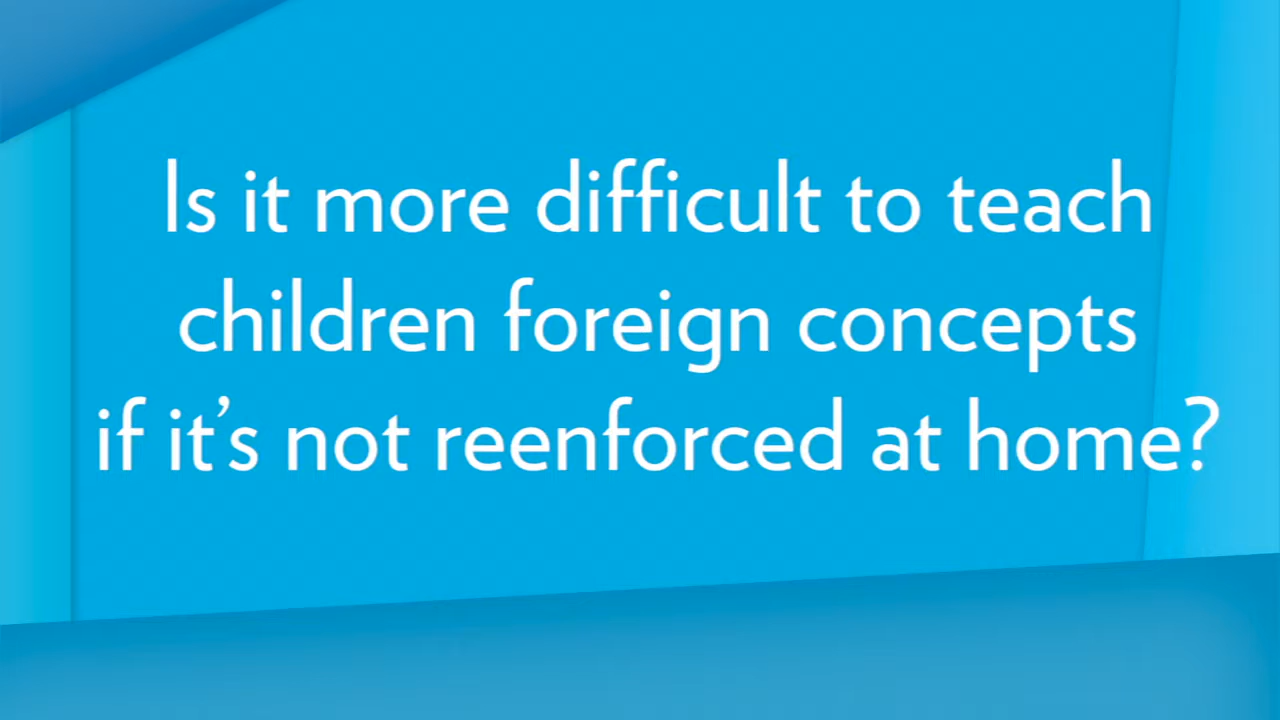 Is it more difficult to teach
children foreign concepts
if it’s not reenforced at home?